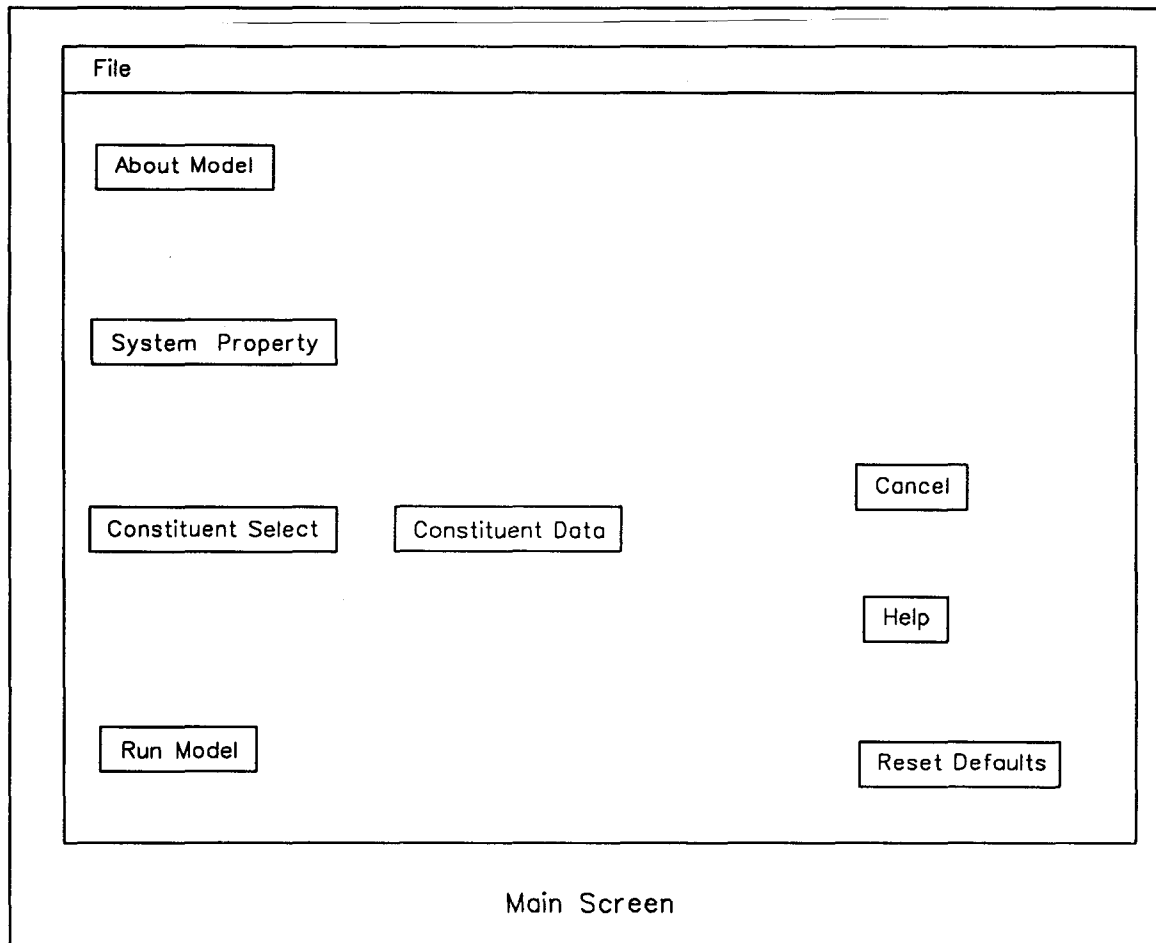 File
About Model
System Property
Cancel
Constituent Select
Constituent Data
Help
Run Model
Reset Defaults
Main Screen